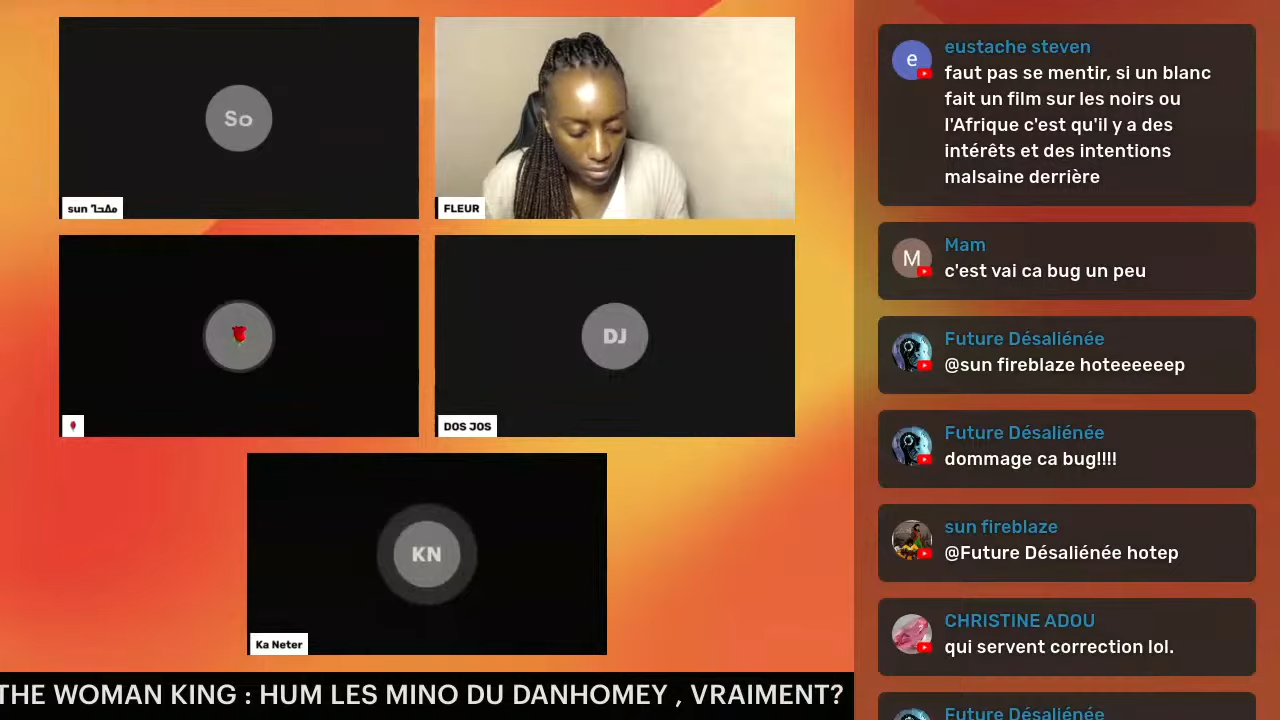 So
sun
FLEUR
DJ
DOS JOS
KN
Ka Neter
THE WOMAN KING : HUM LES MINO DU DANHOMEY , VRAIMENT?
e
eustache steven
faut pas se mentir, si un blanc
fait un film sur les noirs ou
l'Afrique c'est qu'il y a des
intérêts et des intentions
malsaine derrière
M
Mam
c'est vai ca bug un peu
Future Désaliénée
@sun fireblaze hoteeeeeep
Future Désaliénée
dommage ca bug!!!!
sun fireblaze
@Future Désaliénée hotep
CHRISTINE ADOU
qui servent correction lol.
Future Désaliénée